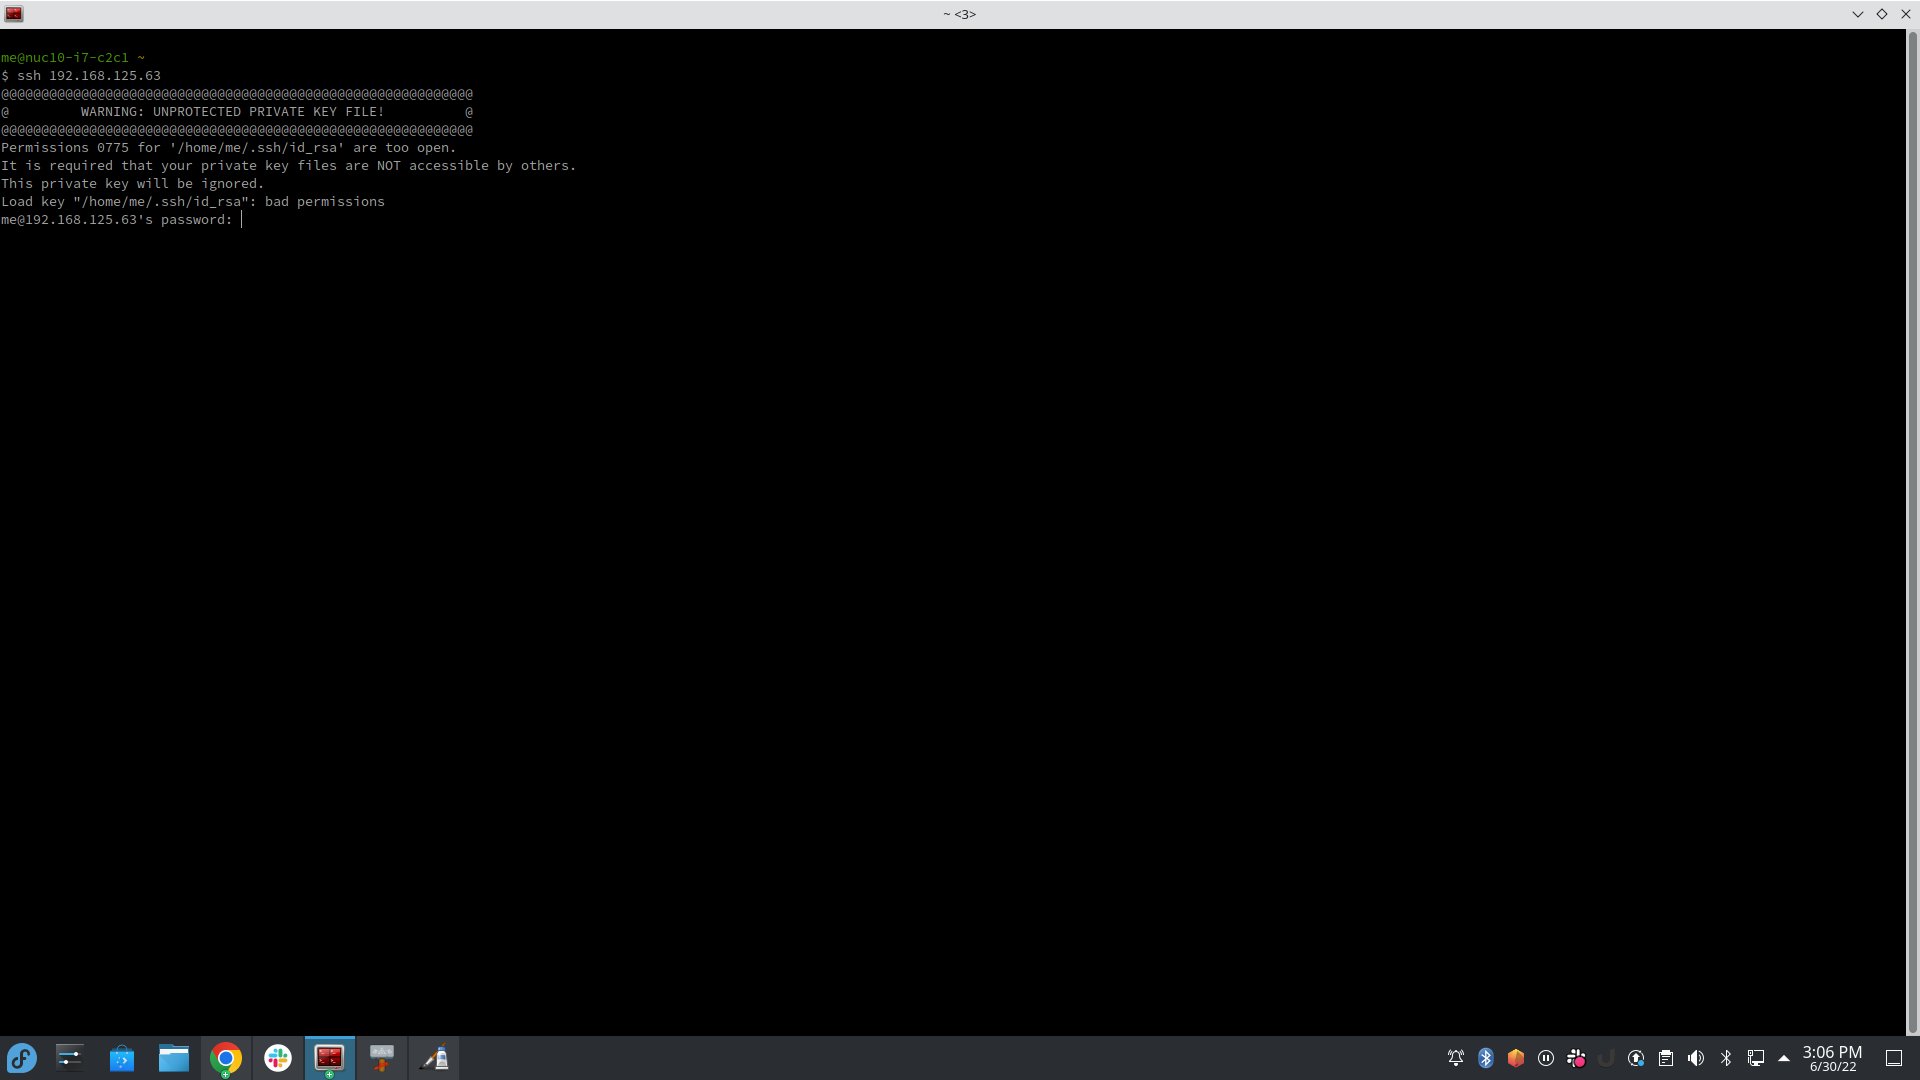 ~ <3>
me@nuc10-i7-c2c1 ~
$ ssh 192.168.125.63
@@@@@@@@@@@@@@@@@@@@@@@@@@@@@@@@@@@@@@@@@@@@@@@@@@@@@@@@@@@
@         WARNING: UNPROTECTED PRIVATE KEY FILE!          @
@@@@@@@@@@@@@@@@@@@@@@@@@@@@@@@@@@@@@@@@@@@@@@@@@@@@@@@@@@@
Permissions 0775 for '/home/me/.ssh/id_rsa' are too open.
It is required that your private key files are NOT accessible by others.
This private key will be ignored.
Load key "/home/me/.ssh/id_rsa": bad permissions
me@192.168.125.63's password:
3:06 PM
6/30/22